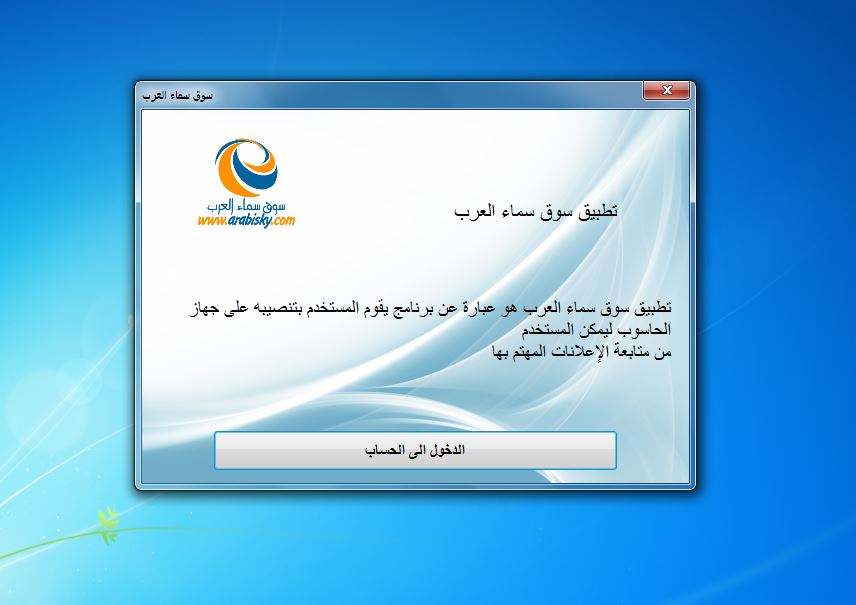 سوق سماء العرب
سوق سماء العرب
www.arabisky.com
تطبيق سوق سماء العرب
تطبيق سوق سماء العرب هو عبارة عن برنامج يقوم المستخدم بتنصيبه على جهاز
الحاسوب ليمكن المستخدم
من متابعة الإعلانات المهتم بها
الدخول الى الحساب